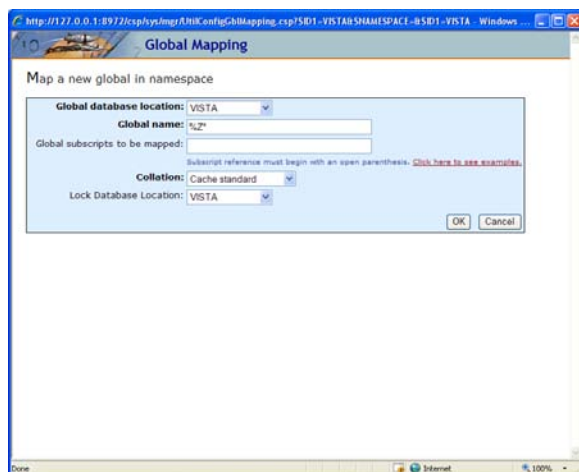 http://127.0.0.1:8972/csp/sys/mgr/UtilConfigGblMapping.csp?SID1=VISTA&$NAMESPACE=&$ID1=VISTA - Windows ...
Global Mapping
Map a new global in namespace
Global database location: VISTA
Global name: %Z*
Global subscripts to be mapped:
Subscript reference must begin with an open parenthesis. Click here to see examples.
Collation: Cache standard
Lock Database Location: VISTA
OK Cancel
Done Internet 100%